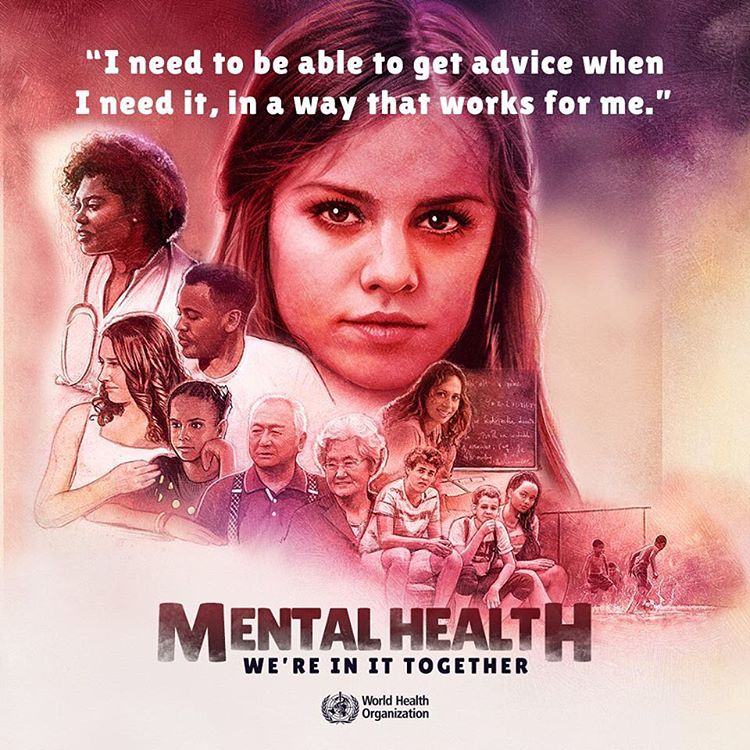 “I need to be able to get advice when
I need it, in a way that works for me.”
MENTAL HEALTH
WE'RE IN IT TOGETHER
World Health
Organization